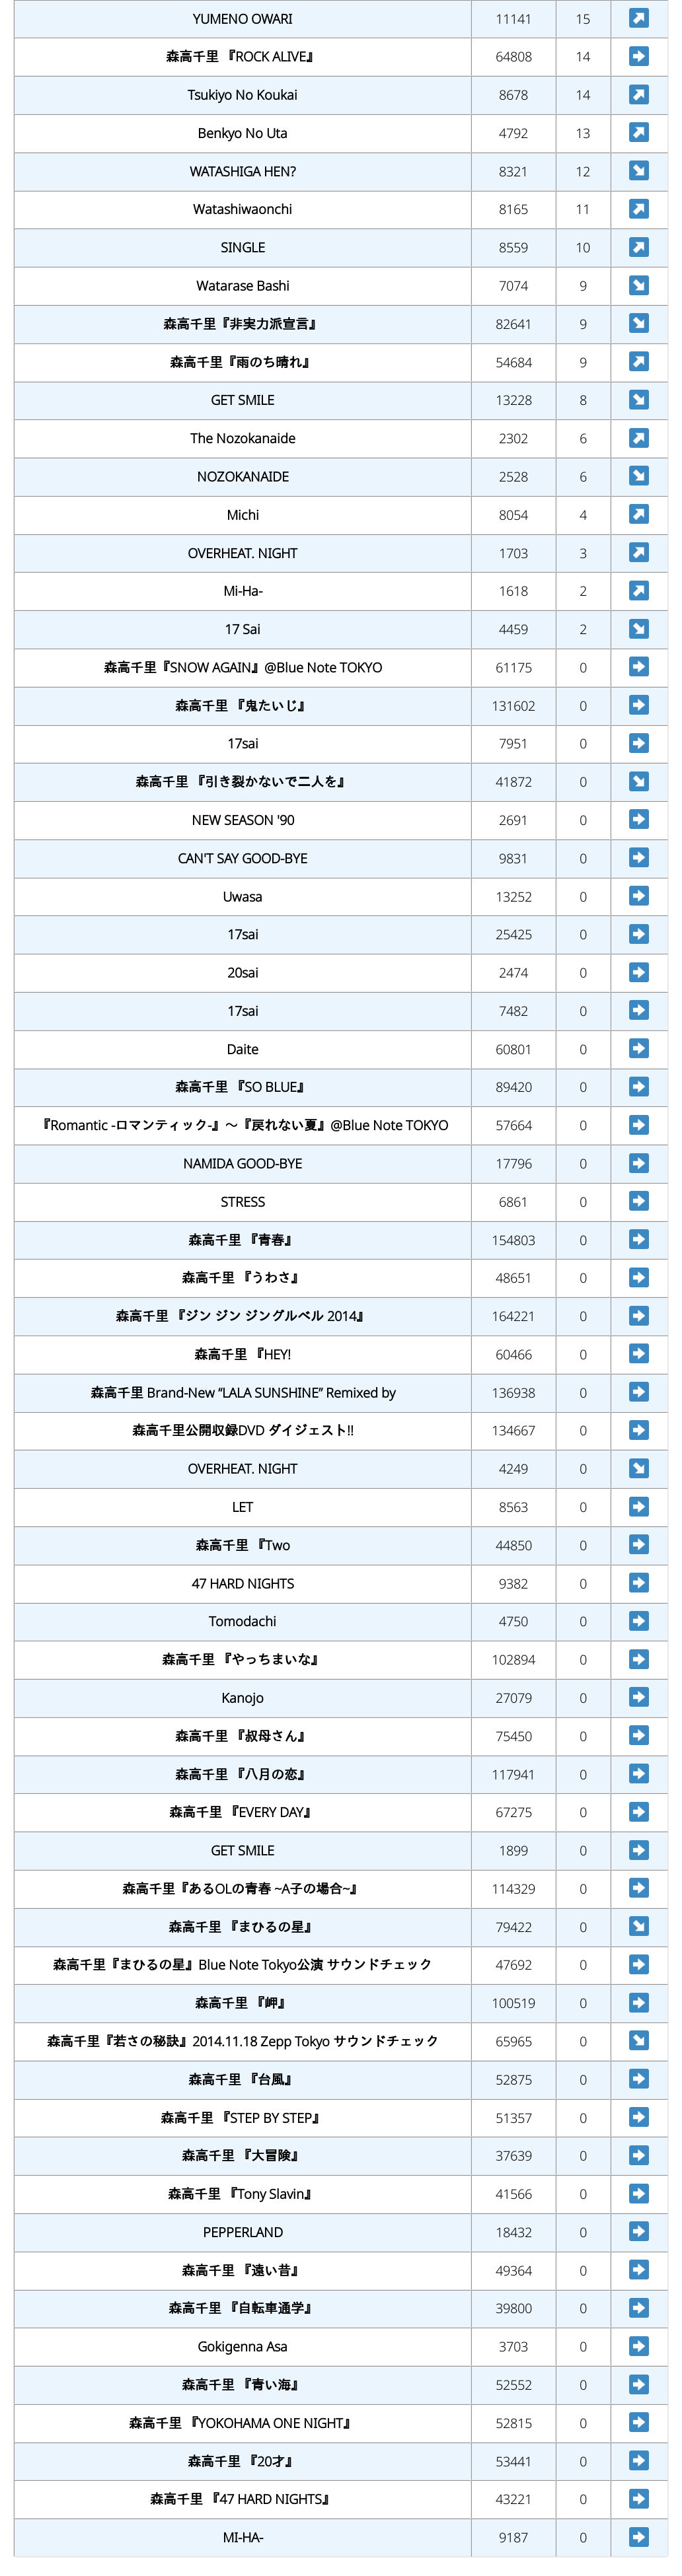 YUMENO OWARI 11141 15
森高千里 『ROCK ALIVE』 64808 14
Tsukiyo No Koukai 8678 14
Benkyo No Uta 4792 13
WATASHIGA HEN? 8321 12
Watashiwaonchi 8165 11
SINGLE 8559 10
Watarase Bashi 7074 9
森高千里『非実力派宣言』 82641 9
森高千里『雨のち晴れ』 54684 9
GET SMILE 13228 8
The Nozokanaide 2302 6
NOZOKANAIDE 2528 6
Michi 8054 4
OVERHEAT. NIGHT 1703 3
Mi-Ha- 1618 2
17 Sai 4459 2
森高千里『SNOW AGAIN』@Blue Note TOKYO 61175 0
森高千里 『鬼たいじ』 131602 0
17sai 7951 0
森高千里 『引き裂かないで二人を』 41872 0
NEW SEASON '90 2691 0
CAN'T SAY GOOD-BYE 9831 0
Uwasa 13252 0
17sai 25425 0
20sai 2474 0
17sai 7482 0
Daite 60801 0
森高千里 『SO BLUE』 89420 0
『Romantic -ロマンティック-』～『戻れない夏』@Blue Note TOKYO 57664 0
NAMIDA GOOD-BYE 17796 0
STRESS 6861 0
森高千里 『青春』 154803 0
森高千里 『うわさ』 48651 0
森高千里 『ジン ジン ジングルベル 2014』 164221 0
森高千里 『HEY! 60466 0
森高千里 Brand-New “LALA SUNSHINE” Remixed by 136938 0
森高千里公開収録DVD ダイジェスト!! 134667 0
OVERHEAT. NIGHT 4249 0
LET 8563 0
森高千里 『Two 44850 0
47 HARD NIGHTS 9382 0
Tomodachi 4750 0
森高千里 『やっちまいな』 102894 0
Kanojo 27079 0
森高千里 『叔母さん』 75450 0
森高千里 『八月の恋』 117941 0
森高千里 『EVERY DAY』 67275 0
GET SMILE 1899 0
森高千里『あるOLの青春 ~A子の場合~』 114329 0
森高千里 『まひるの星』 79422 0
森高千里『まひるの星』Blue Note Tokyo公演 サウンドチェック 47692 0
森高千里 『岬』 100519 0
森高千里『若さの秘訣』2014.11.18 Zepp Tokyo サウンドチェック 65965 0
森高千里 『台風』 52875 0
森高千里 『STEP BY STEP』 51357 0
森高千里 『大冒険』 37639 0
森高千里 『Tony Slavin』 41566 0
PEPPERLAND 18432 0
森高千里 『遠い昔』 49364 0
森高千里 『自転車通学』 39800 0
Gokigenna Asa 3703 0
森高千里 『青い海』 52552 0
森高千里 『YOKOHAMA ONE NIGHT』 52815 0
森高千里 『20才』 53441 0
森高千里 『47 HARD NIGHTS』 43221 0
MI-HA- 9187 0